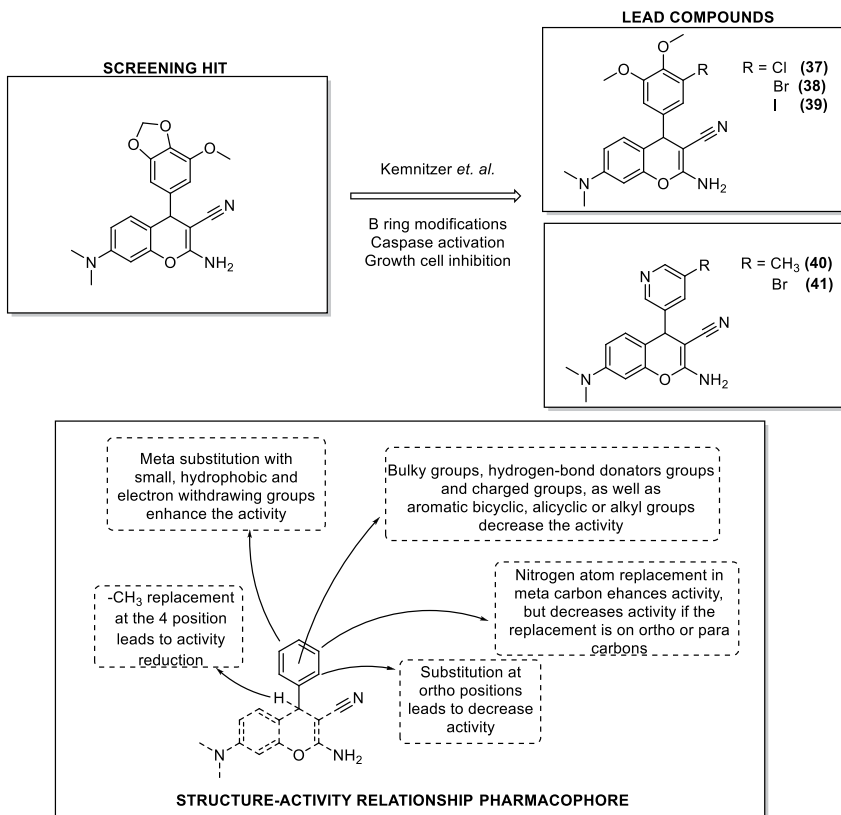 SCREENING HIT
O
O
O
N
N
O
NH2
Kemnitzer et. al.
B ring modifications
Caspase activation
Growth cell inhibition
LEAD COMPOUNDS
O
O
R
R = Cl (37)
Br (38)
I (39)
N
N
O
NH2
N
R
R = CH3 (40)
Br (41)
N
N
O
NH2
Meta substitution with
small, hydrophobic and
electron withdrawing groups
enhance the activity
Bulky groups, hydrogen-bond donators groups
and charged groups, as well as
aromatic bicyclic, alicyclic or alkyl groups
decrease the activity
-CH3 replacement
at the 4 position
leads to activity
reduction
Nitrogen atom replacement in
meta carbon ehances activity,
but decreases activity if the
replacement is on ortho or para
carbons
Substitution at
ortho positions
leads to decrease
activity
H
N
N
O
NH2
STRUCTURE-ACTIVITY RELATIONSHIP PHARMACOPHORE